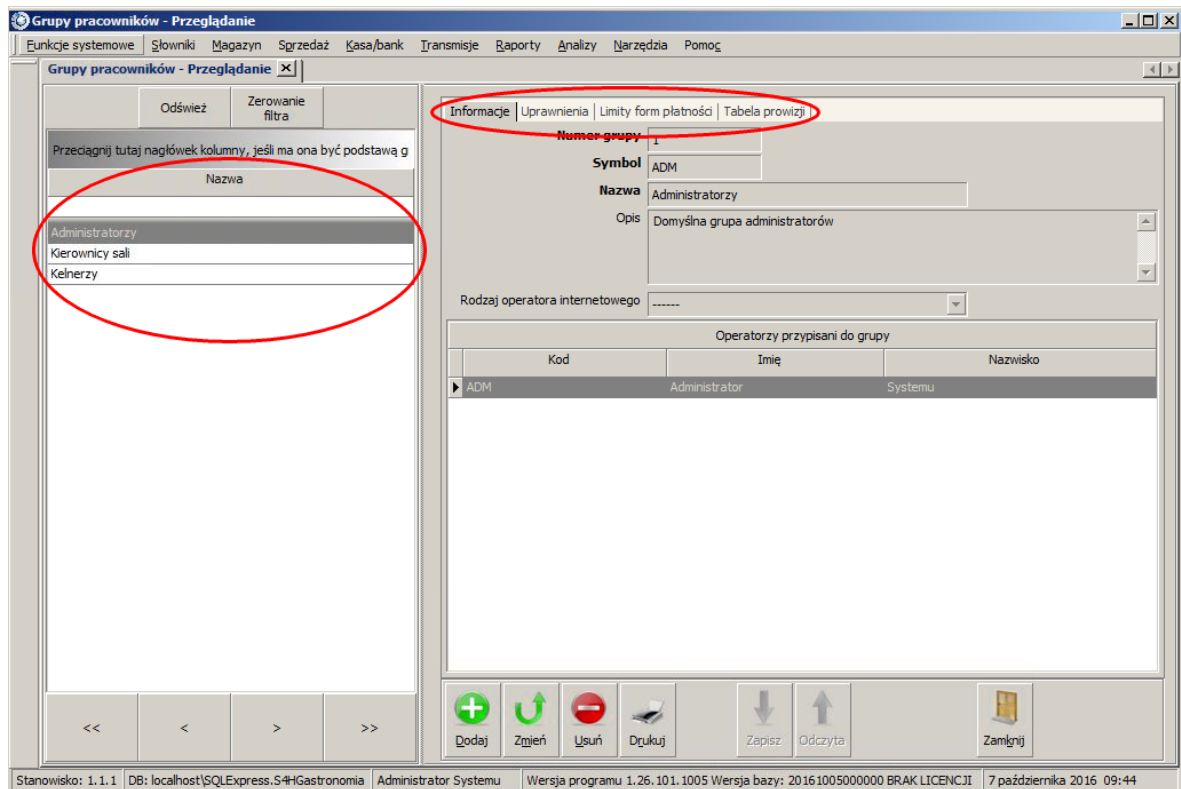 Grupy pracowników - Przeglądanie
Funkcje systemowe Słowniki Magazyn Sprzedaż Kasa/bank Transmisje Raporty Analizy Narzędzia Pomoc
Grupy pracowników - Przeglądanie
Odśwież Zerowanie filtra
Przeciągnij tutaj nagłówek kolumny, jeśli ma ona być podstawą g
Nazwa
Administratorzy
Kierownicy sali
Kelnerzy
<< < > >>
Informacje Uprawnienia Limity form płatności Tabela prowizji
Numer grupy 1
Symbol ADM
Nazwa Administratorzy
Opis Domyślna grupa administratorów
Rodzaj operatora internetowego ------
Operatorzy przypisani do grupy
Kod Imię Nazwisko
ADM Administrator Systemu
Dodaj Zmień Usuń Drukuj Zapisz Odczyta Zamknij
Stanowisko: 1.1.1 DB: localhost\SQLExpress.S4HGastronomia Administrator Systemu Wersja programu 1.26.101.1005 Wersja bazy: 20161005000000 BRAK LICENCJI 7 października 2016 09:44